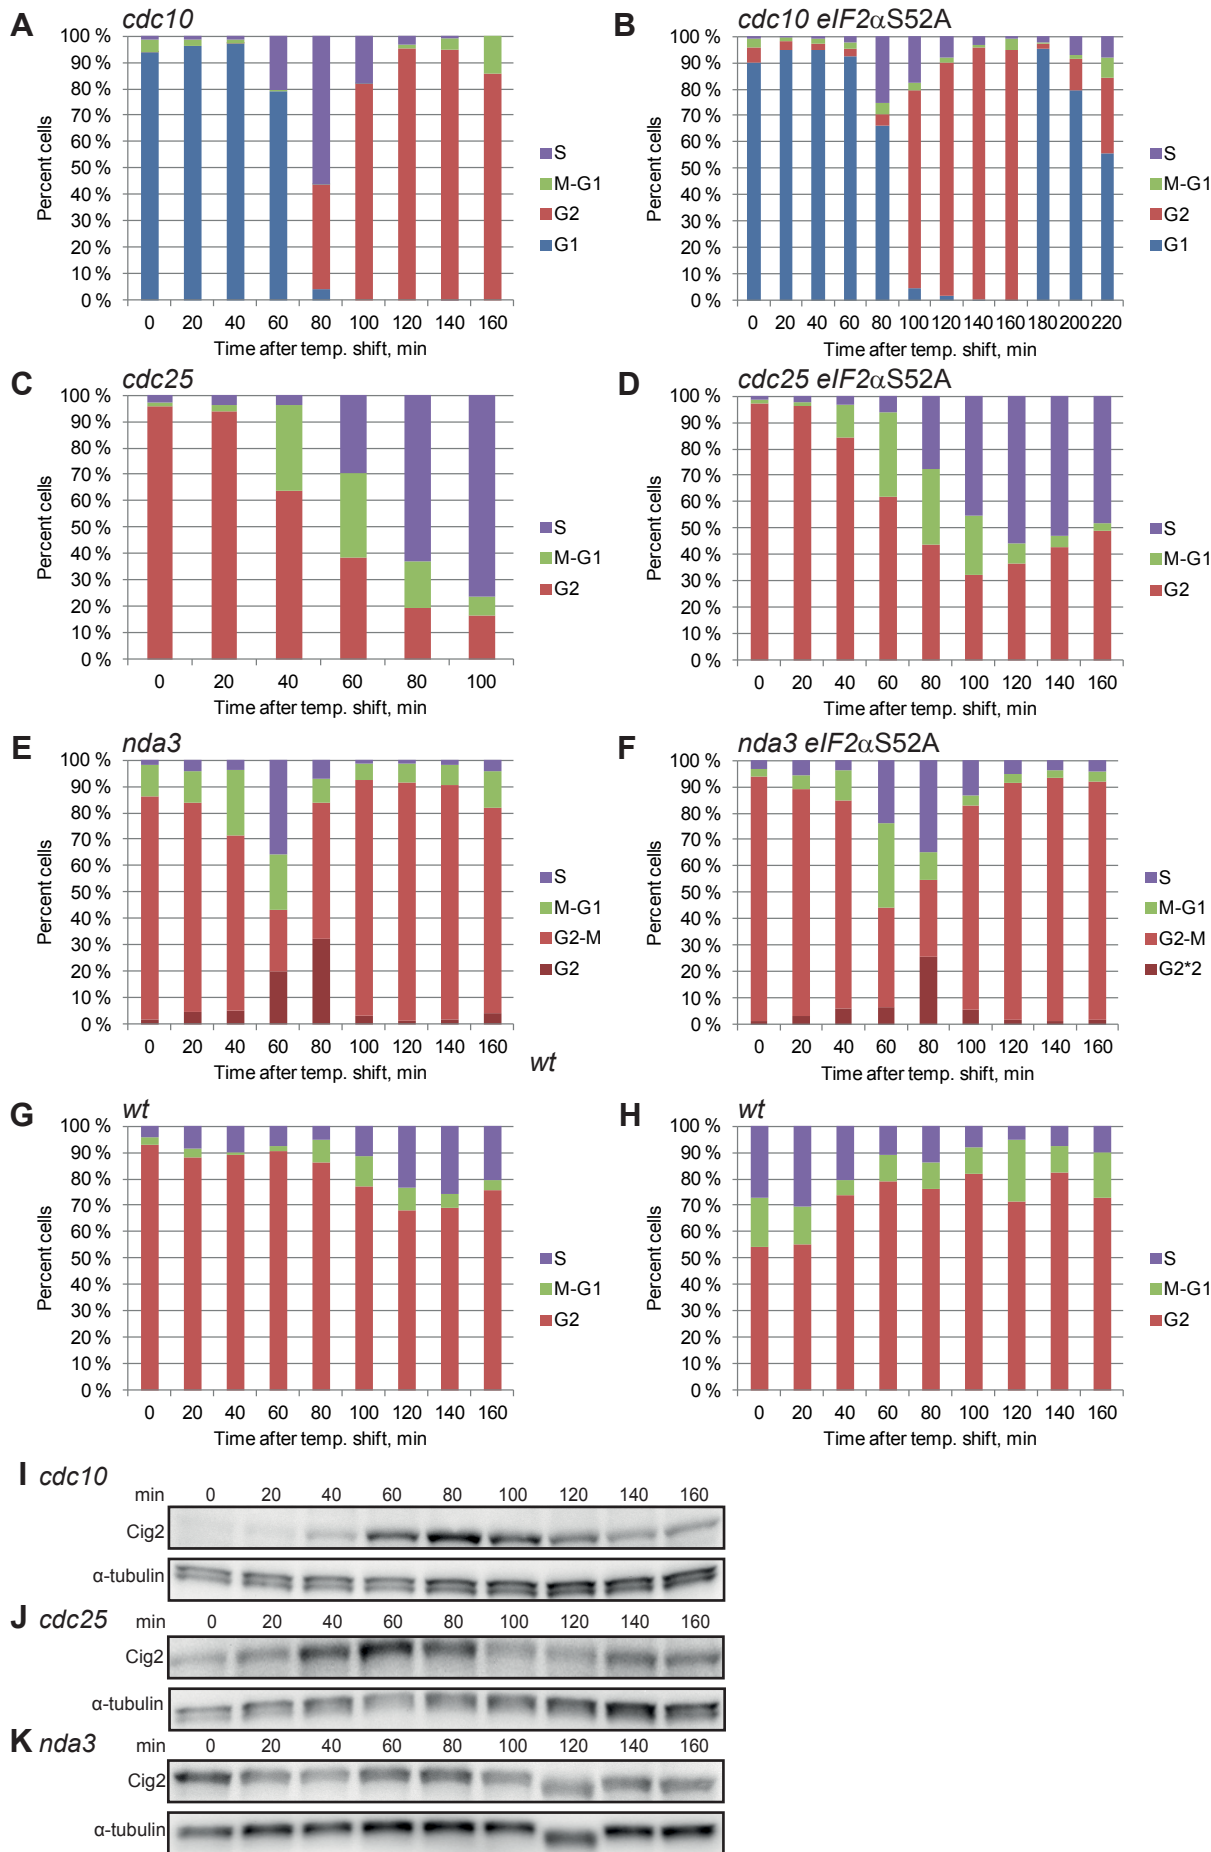 A cdc10
100 %
90 %
80 %
70 %
60 %
50 %
40 %
30 %
20 %
10 %
0 %
Percent cells
0 20 40 60 80 100 120 140 160
Time after temp. shift, min
S
M-G1
G2
G1
B cdc10 eIF2αS52A
100 %
90 %
80 %
70 %
60 %
50 %
40 %
30 %
20 %
10 %
0 %
Percent cells
0 20 40 60 80 100 120 140 160 180 200 220
Time after temp. shift, min
S
M-G1
G2
G1
C cdc25
100 %
90 %
80 %
70 %
60 %
50 %
40 %
30 %
20 %
10 %
0 %
Percent cells
0 20 40 60 80 100
Time after temp. shift, min
S
M-G1
G2
D cdc25 eIF2αS52A
100 %
90 %
80 %
70 %
60 %
50 %
40 %
30 %
20 %
10 %
0 %
Percent cells
0 20 40 60 80 100 120 140 160
Time after temp. shift, min
S
M-G1
G2
E nda3
100 %
90 %
80 %
70 %
60 %
50 %
40 %
30 %
20 %
10 %
0 %
Percent cells
0 20 40 60 80 100 120 140 160
Time after temp. shift, min
S
M-G1
G2-M
G2
wt
F nda3 eIF2αS52A
100 %
90 %
80 %
70 %
60 %
50 %
40 %
30 %
20 %
10 %
0 %
Percent cells
0 20 40 60 80 100 120 140 160
Time after temp. shift, min
S
M-G1
G2-M
G2*2
G wt
100 %
90 %
80 %
70 %
60 %
50 %
40 %
30 %
20 %
10 %
0 %
Percent cells
0 20 40 60 80 100 120 140 160
Time after temp. shift, min
S
M-G1
G2
H wt
100 %
90 %
80 %
70 %
60 %
50 %
40 %
30 %
20 %
10 %
0 %
Percent cells
0 20 40 60 80 100 120 140 160
Time after temp. shift, min
S
M-G1
G2
I cdc10
min 0 20 40 60 80 100 120 140 160
Cig2
α-tubulin
J cdc25 min 0 20 40 60 80 100 120 140 160
Cig2
α-tubulin
K nda3 min 0 20 40 60 80 100 120 140 160
Cig2
α-tubulin